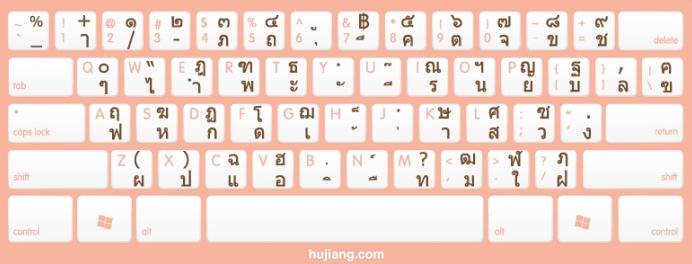 ~ % ! + @ ๑ # ๒ $ ๓ % ๔ ^ ู & ฿ * ๕ ( ๖ ) ๗ _ ๘ + ๙
` _ 1 ๅ 2 / 3 - 4 ภ 5 ถ 6 ุ 7 ึ 8 ค 9 ต 0 จ - ข = ช delete
Q ๐ W " E ฎ R ฑ T ธ Y ํ U ๊ I ณ O ฯ P ญ { ฐ } , | ฅ
tab ๆ ไ ำ พ ะ ั ี ร น ย [ บ ] ล \ ฃ
A ฤ S ฆ D ฏ F โ G ฌ H ็ J ๋ K ษ L ศ : ซ " .
caps lock ฟ ห ก ด เ ้ ่ า ส ; ว ' ง return
Z ( X ) C ฉ V ฮ B ฺ N ์ M ? < ฒ > ฬ ? ฦ
shift ผ ป แ อ ิ ื ท , ม . ใ / ฝ shift
control alt alt control
hujiang.com